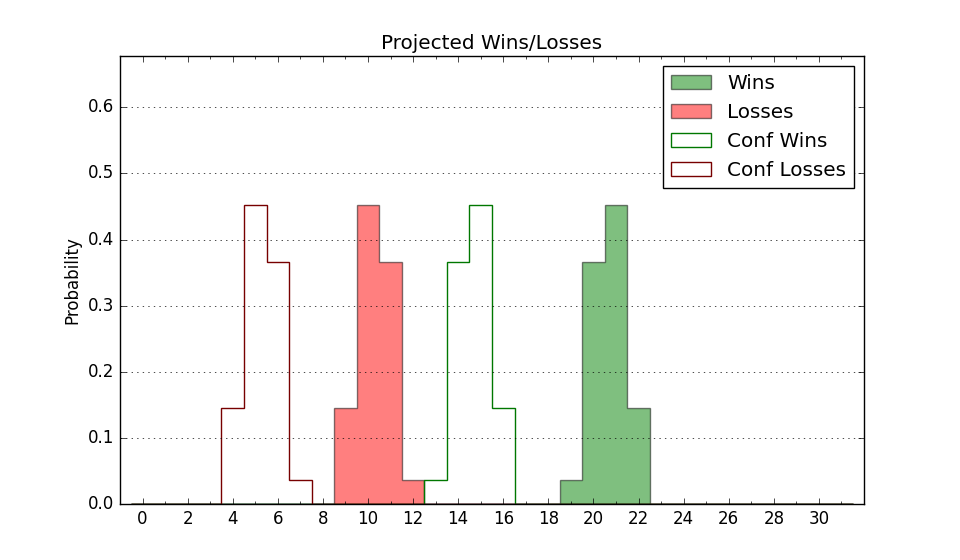 Projected Wins/Losses
Wins
Losses
Conf Wins
Conf Losses
Probability
0.6
0.5
0.4
0.3
0.2
0.1
0.0
0 2 4 6 8 10 12 14 16 18 20 22 24 26 28 30